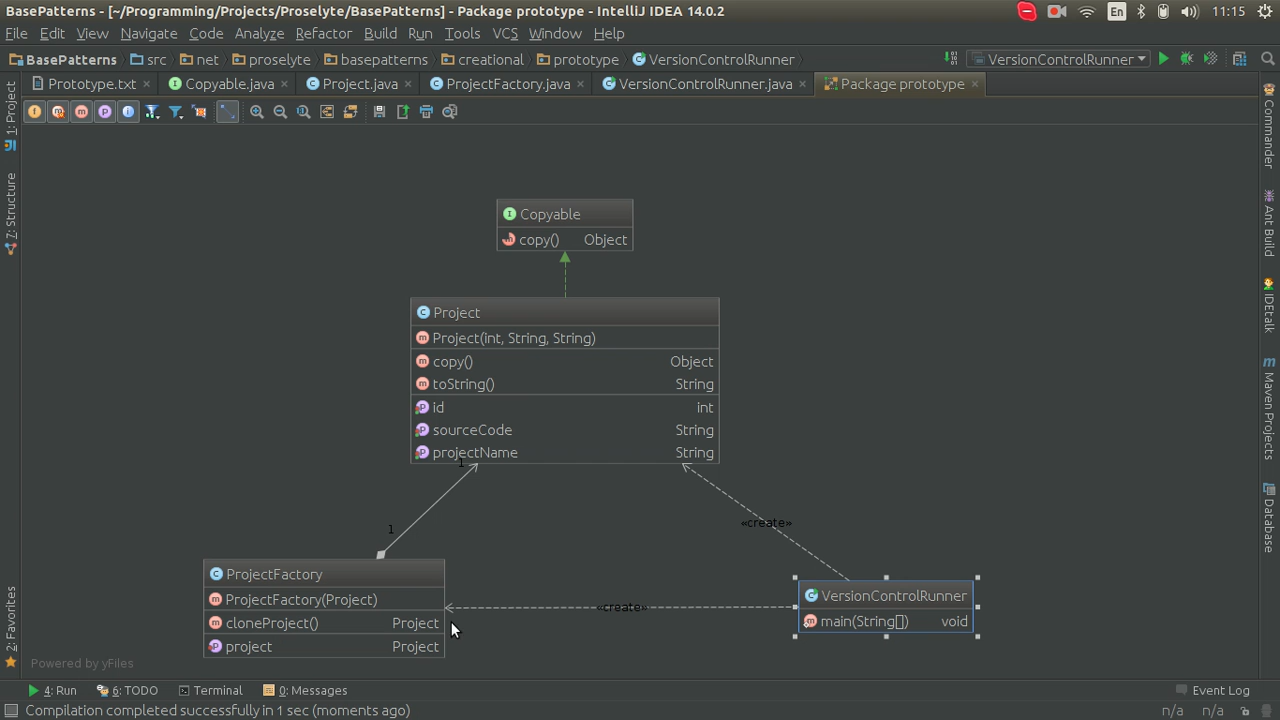 BasePatterns - [~/Programming/Projects/Proselyte/BasePatterns] - Package prototype - IntelliJ IDEA 14.0.2
En
11:15
File Edit View Navigate Code Analyze Refactor Build Run Tools VCS Window Help
BasePatterns src net proselyte basepatterns creational prototype VersionControlRunner
VersionControlRunner
Prototype.txt Copyable.java Project.java ProjectFactory.java VersionControlRunner.java Package prototype
1: Project
7: Structure
2: Favorites
Commander
Ant Build
IDEtalk
Maven Projects
Database
Copyable
copy() Object
Project
Project(int, String, String)
copy() Object
toString() String
id int
sourceCode String
projectName String
1
1
«create»
«create»
ProjectFactory
ProjectFactory(Project)
cloneProject() Project
project Project
VersionControlRunner
main(String[]) void
Powered by yFiles
4: Run 6: TODO Terminal 0: Messages Event Log
Compilation completed successfully in 1 sec (moments ago) n/a n/a